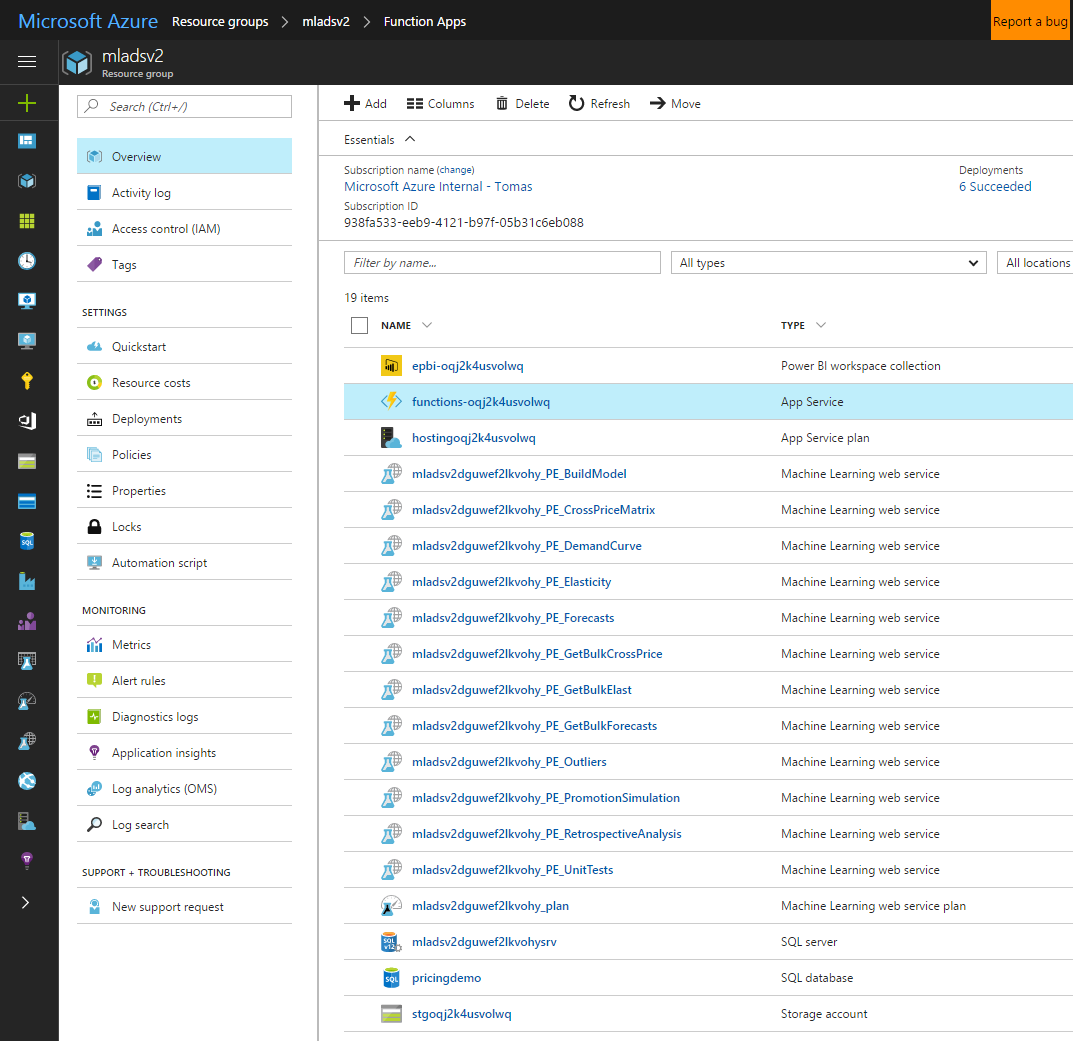 Microsoft Azure Resource groups > mladsv2 > Function Apps
Report a bug
mladsv2
Resource group
Search (Ctrl+/)
Overview
Activity log
Access control (IAM)
Tags
SETTINGS
Quickstart
Resource costs
Deployments
Policies
Properties
Locks
Automation script
MONITORING
Metrics
Alert rules
Diagnostics logs
Application insights
Log analytics (OMS)
Log search
SUPPORT + TROUBLESHOOTING
New support request
Add Columns Delete Refresh Move
Essentials
Subscription name (change)
Microsoft Azure Internal - Tomas
Subscription ID
938fa533-eeb9-4121-b97f-05b31c6eb088
Deployments
6 Succeeded
Filter by name... All types All locations
19 items
NAME TYPE
epbi-oqj2k4usvolwq Power BI workspace collection
functions-oqj2k4usvolwq App Service
hostingoqj2k4usvolwq App Service plan
mladsv2dguwef2lkvohy_PE_BuildModel Machine Learning web service
mladsv2dguwef2lkvohy_PE_CrossPriceMatrix Machine Learning web service
mladsv2dguwef2lkvohy_PE_DemandCurve Machine Learning web service
mladsv2dguwef2lkvohy_PE_Elasticity Machine Learning web service
mladsv2dguwef2lkvohy_PE_Forecasts Machine Learning web service
mladsv2dguwef2lkvohy_PE_GetBulkCrossPrice Machine Learning web service
mladsv2dguwef2lkvohy_PE_GetBulkElast Machine Learning web service
mladsv2dguwef2lkvohy_PE_GetBulkForecasts Machine Learning web service
mladsv2dguwef2lkvohy_PE_Outliers Machine Learning web service
mladsv2dguwef2lkvohy_PE_PromotionSimulation Machine Learning web service
mladsv2dguwef2lkvohy_PE_RetrospectiveAnalysis Machine Learning web service
mladsv2dguwef2lkvohy_PE_UnitTests Machine Learning web service
mladsv2dguwef2lkvohy_plan Machine Learning web service plan
mladsv2dguwef2lkvohysrv SQL server
pricingdemo SQL database
stgoqj2k4usvolwq Storage account